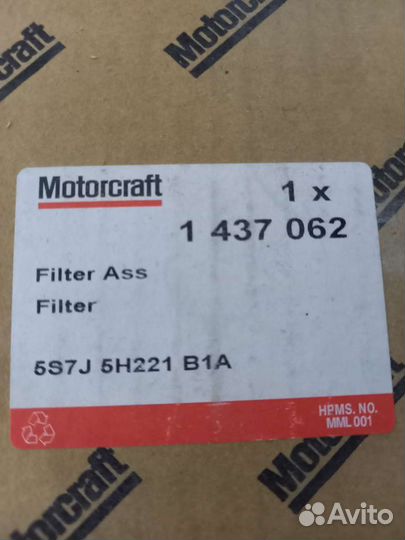 Motorcraft
Motorcraft
Motorcraft
1 x
1 437 062
Filter Ass
Filter
5S7J 5H221 B1A
HPMS. NO.
MML 001
Motorcraft
Motorcraft
Avito